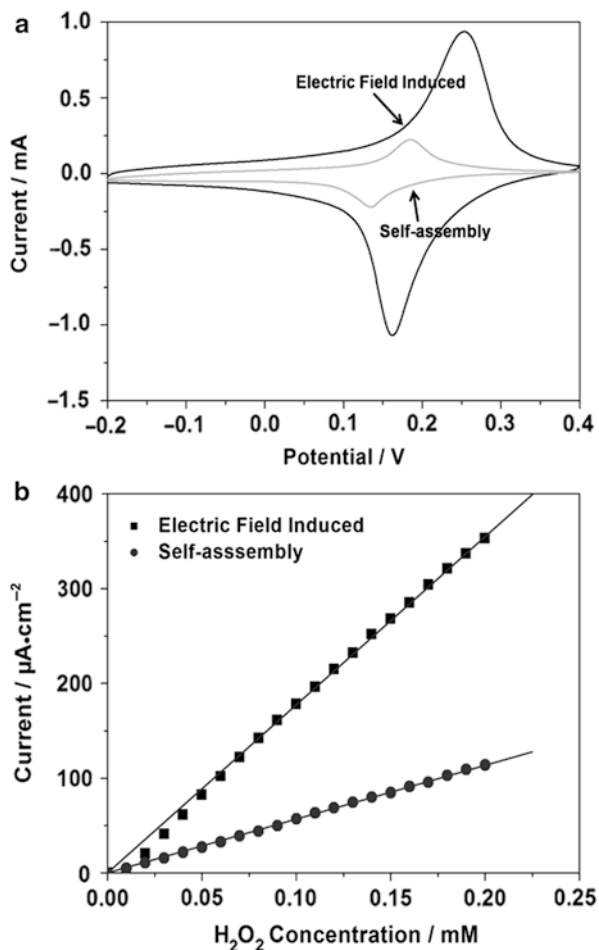 a
1.0
0.5
0.0
−0.5
−1.0
−1.5
Current / mA
Electric Field Induced
Self-assembly
−0.2 −0.1 0.0 0.1 0.2 0.3 0.4
Potential / V
b
400
300
200
100
0
Current / µA•cm⁻²
Electric Field Induced
Self-asssembly
0.00 0.05 0.10 0.15 0.20 0.25
H₂O₂ Concentration / mM